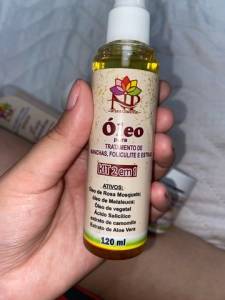 NP
Óleo
para
TRATAMENTO DE
MANCHAS, FOLICULITE E ESTRIAS
KIT 2 em 1
ATIVOS:
Óleo de Rosa Mosqueta;
óleo de Melaleuca;
Óleo de vegetal
Ácido Salicílico
extrato de camomila
Extrato de Aloe Vera
120 ml